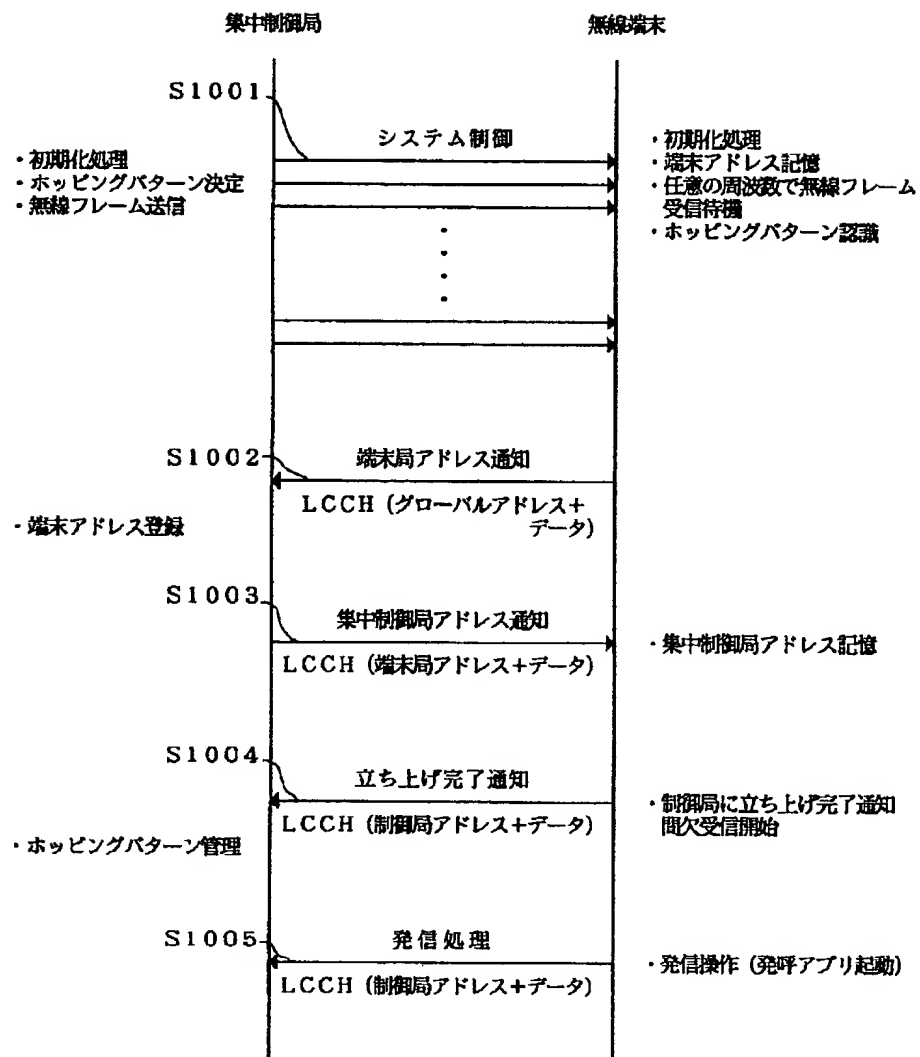 集中制御局
無線端末
S1001
システム制御
・初期化処理
・ホッピングパターン決定
・無線フレーム送信
・初期化処理
・端末アドレス記憶
・任意の周波数で無線フレーム
受信待機
・ホッピングパターン認識
S1002
端末局アドレス通知
LCCH（グローバルアドレス＋
データ）
・端末アドレス登録
S1003
集中制御局アドレス通知
LCCH（端末局アドレス＋データ）
・集中制御局アドレス記憶
S1004
立ち上げ完了通知
LCCH（制御局アドレス＋データ）
・制御局に立ち上げ完了通知
間欠受信開始
・ホッピングパターン管理
S1005
発信処理
LCCH（制御局アドレス＋データ）
・発信操作（発呼アプリ起動）